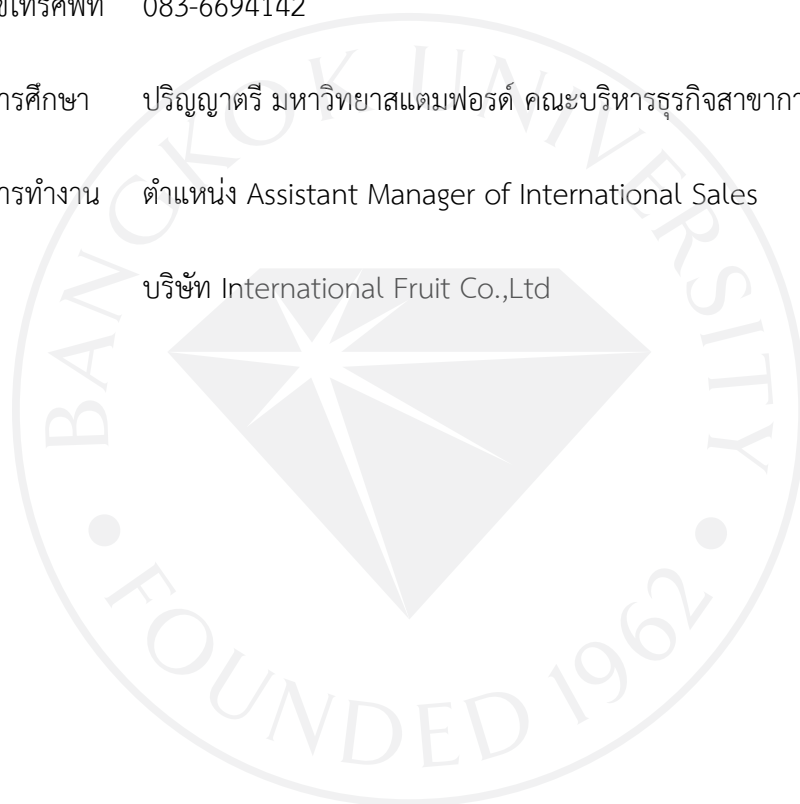 083-6694142
ปริญญาตรี มหาวิทยาสแตมฟอรด์ คณะบริหารธุรกิจสาขา
ตำแหน่ง Assistant Manager of International Sales
บริษัท International Fruit Co.,Ltd
BANGKOK UNIVERSITY
FOUNDED 1962